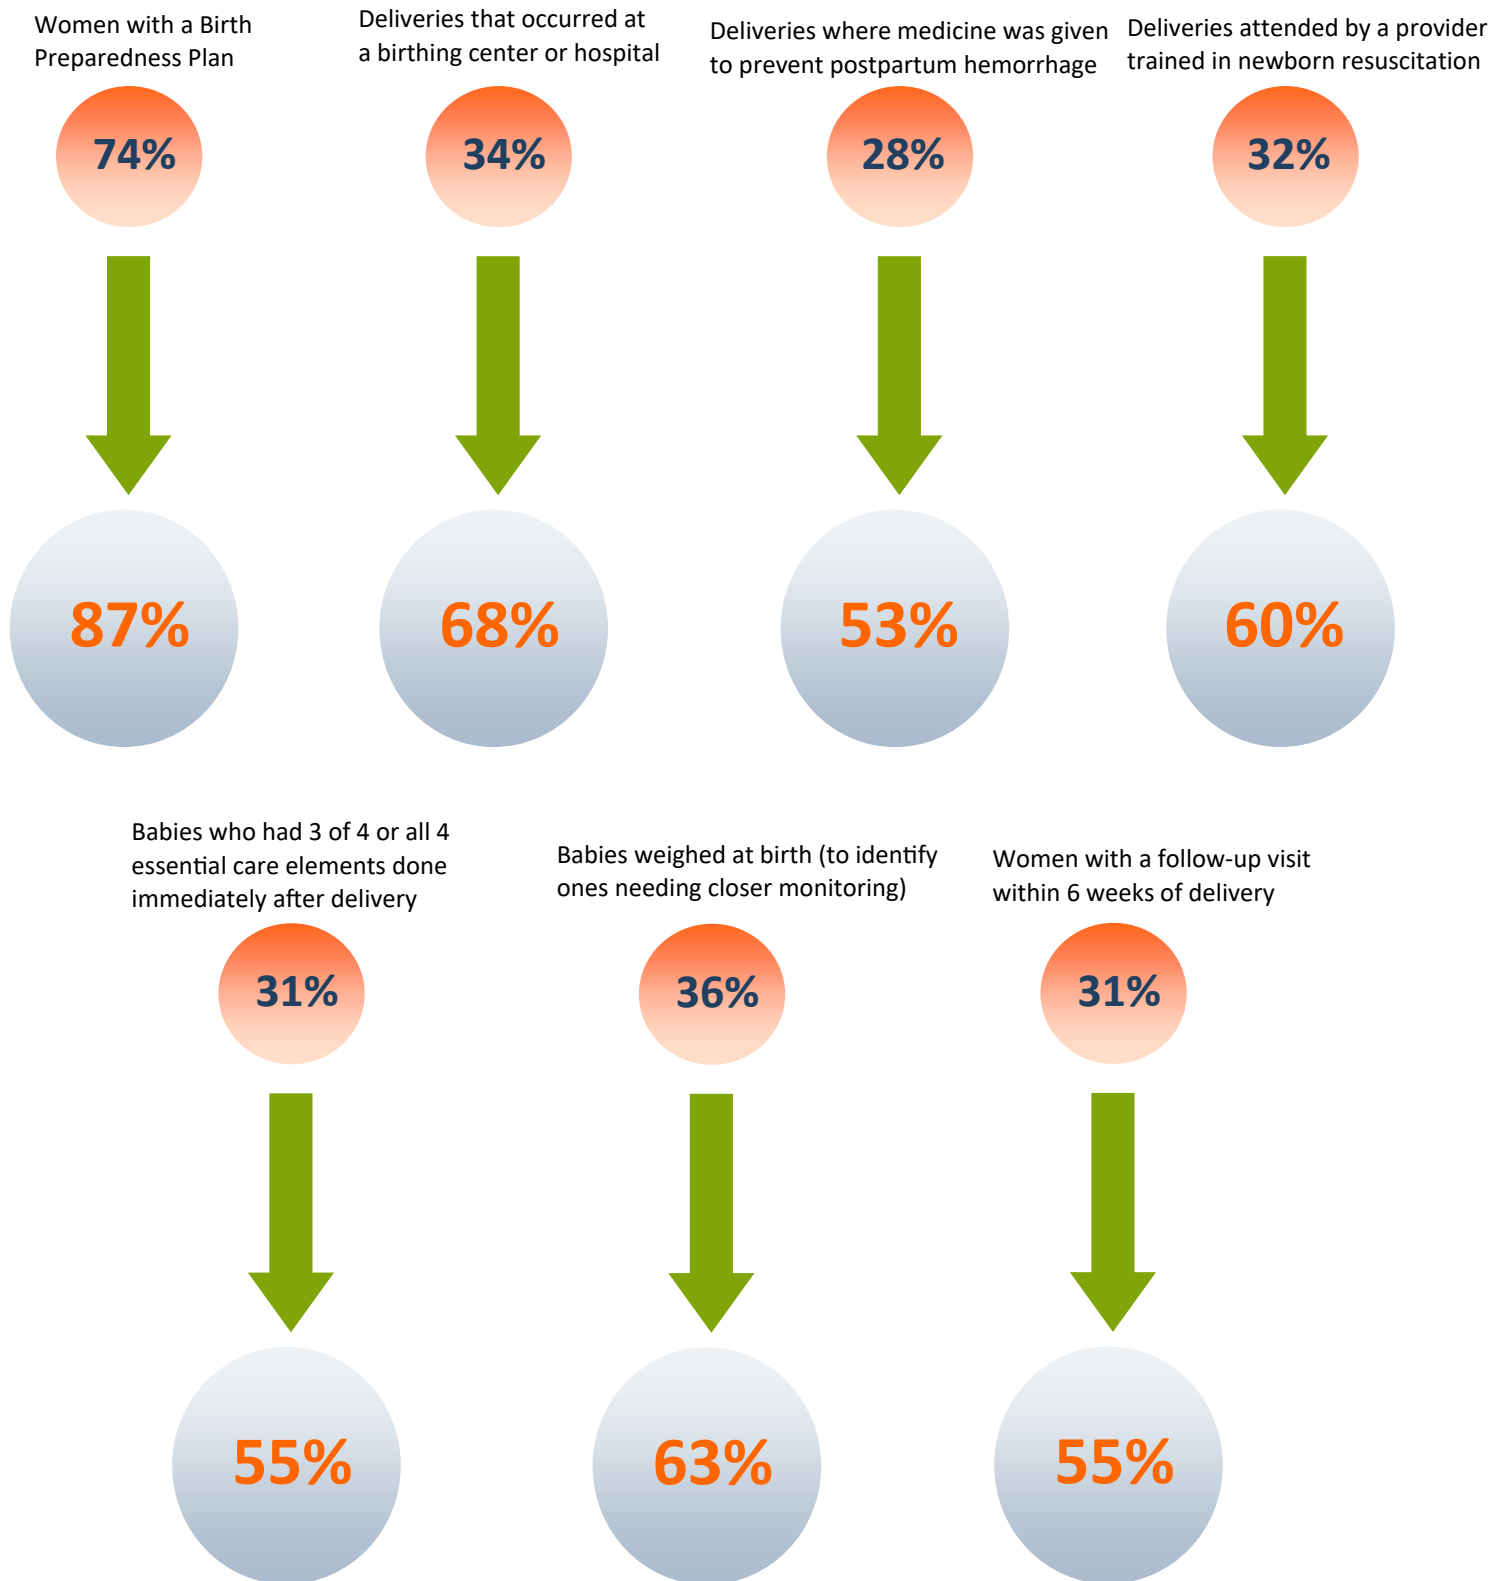 Women with a Birth
Preparedness Plan
74%
87%
Deliveries that occurred at
a birthing center or hospital
34%
68%
Deliveries where medicine was given
to prevent postpartum hemorrhage
28%
53%
Deliveries attended by a provider
trained in newborn resuscitation
32%
60%
Babies who had 3 of 4 or all 4
essential care elements done
immediately after delivery
31%
55%
Babies weighed at birth (to identify
ones needing closer monitoring)
36%
63%
Women with a follow-up visit
within 6 weeks of delivery
31%
55%